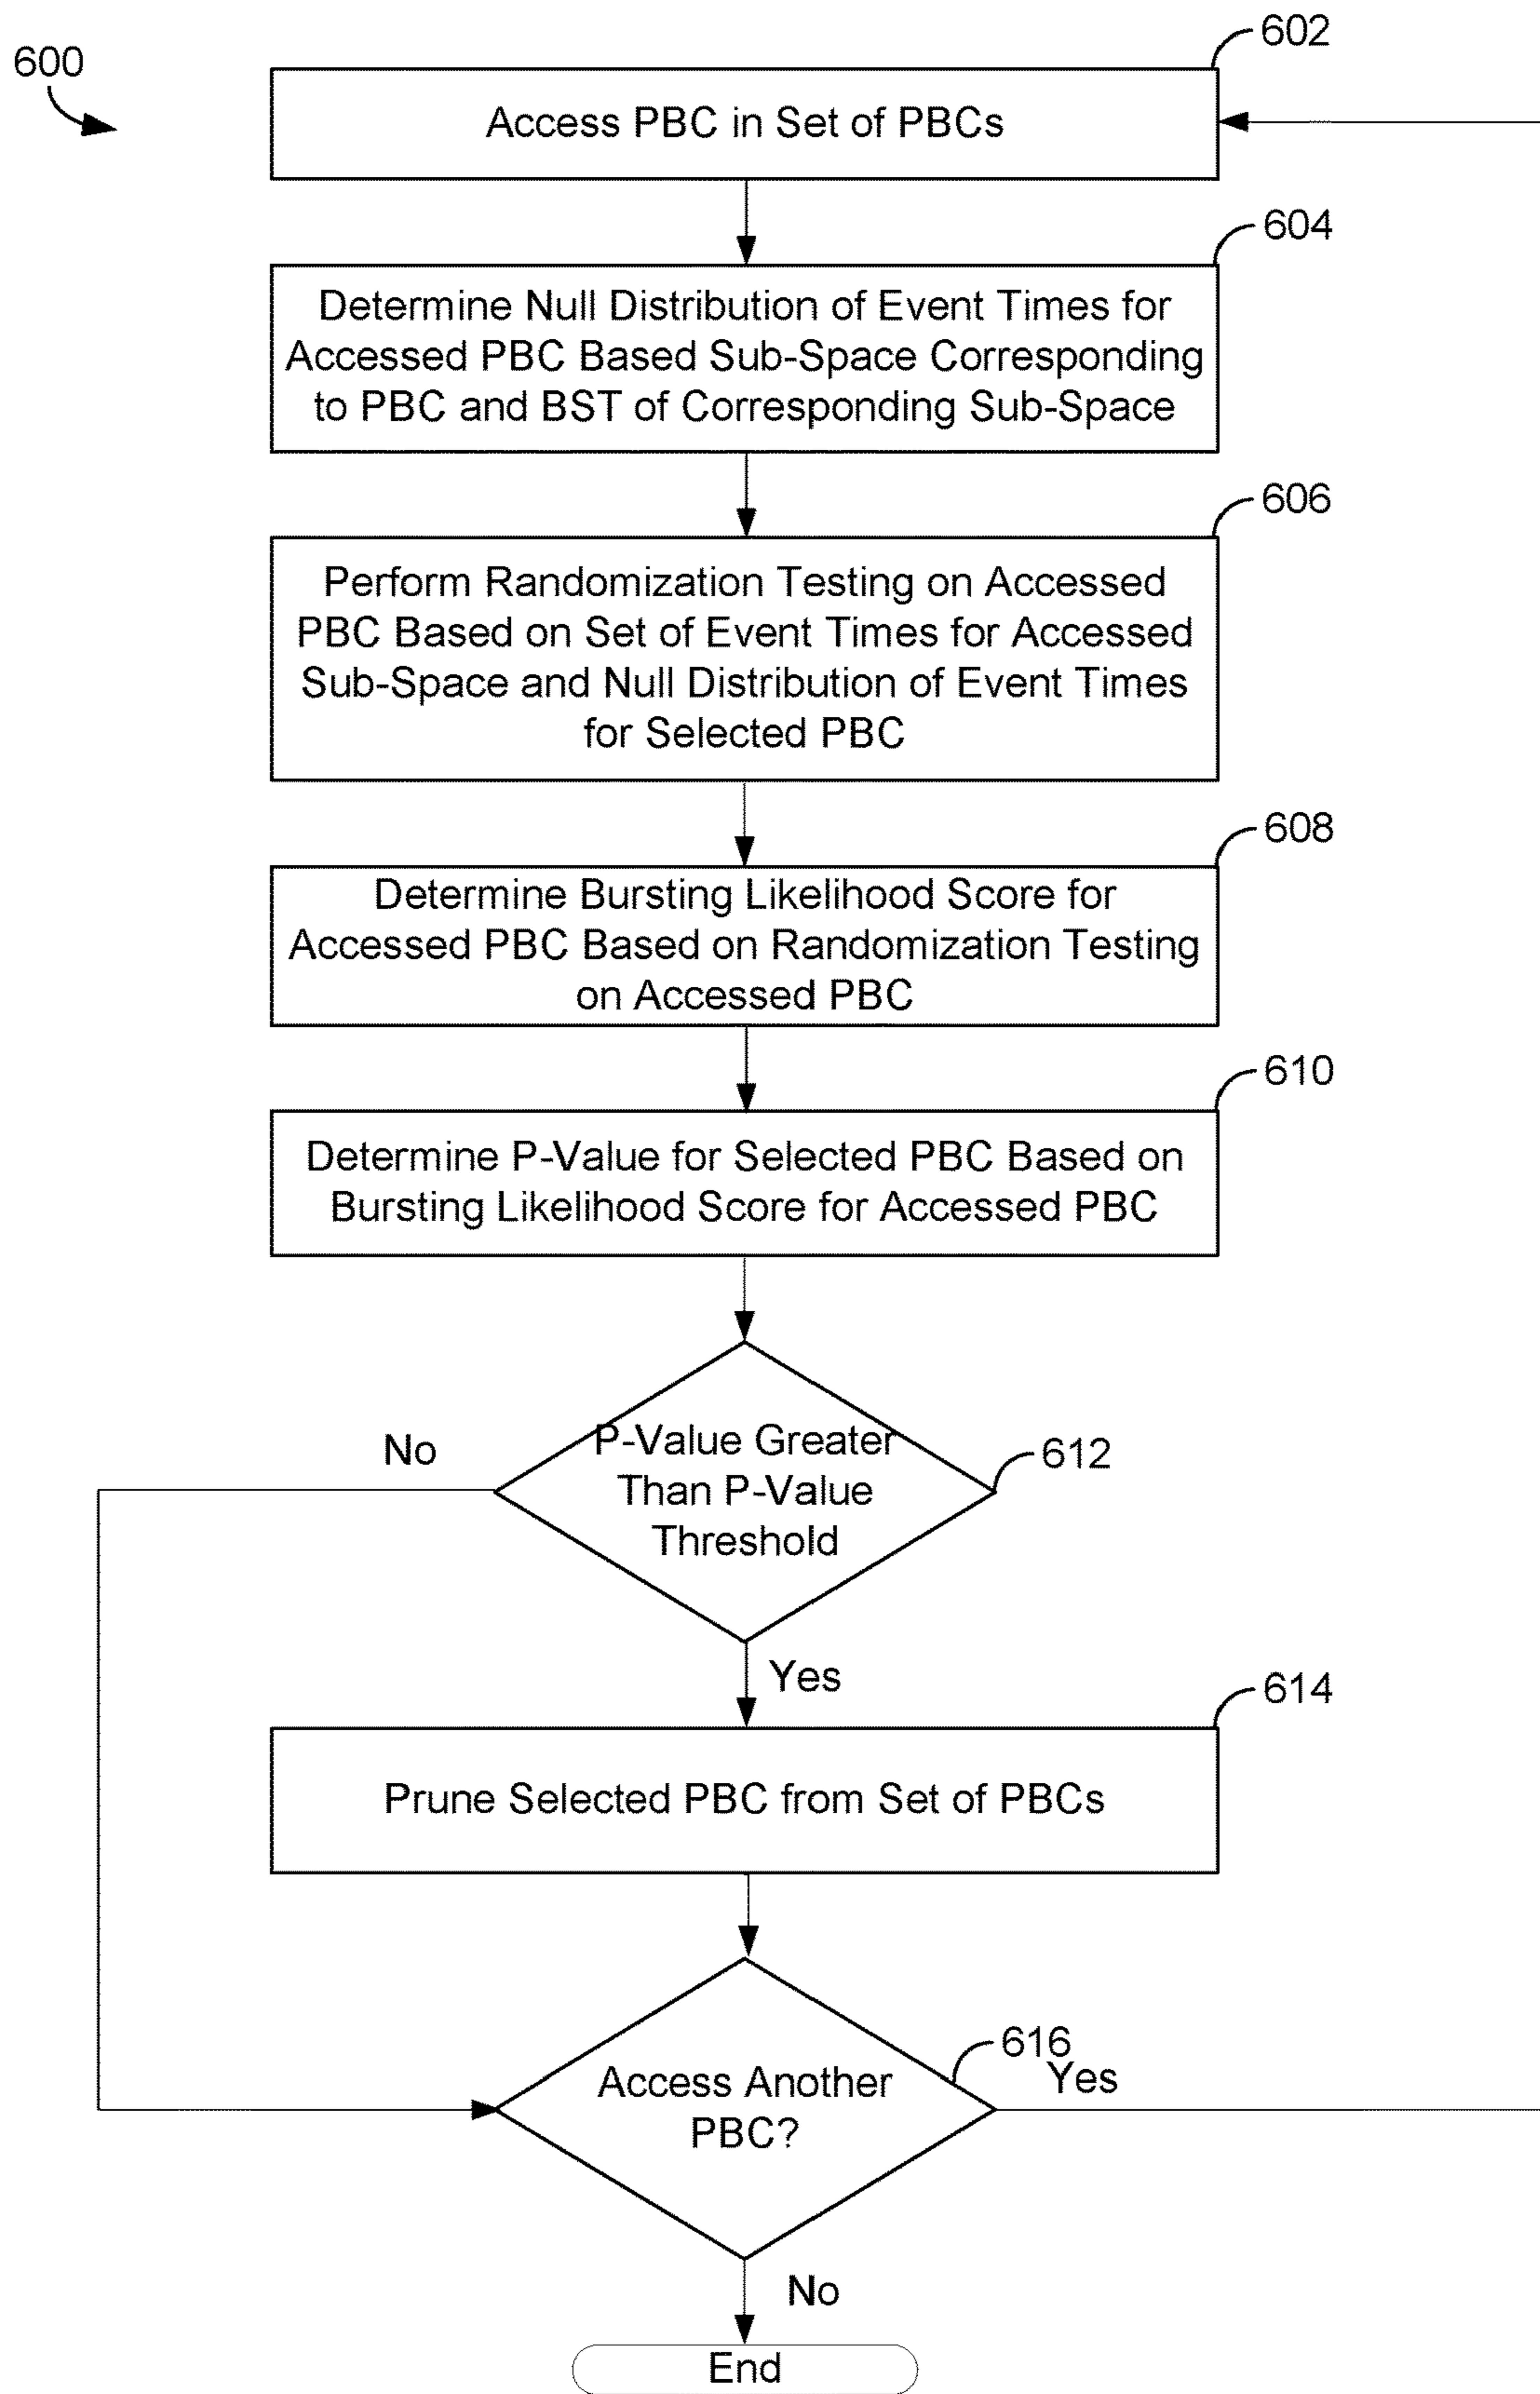 600
602
Access PBC in Set of PBCs
604
Determine Null Distribution of Event Times for
Accessed PBC Based Sub-Space Corresponding
to PBC and BST of Corresponding Sub-Space
606
Perform Randomization Testing on Accessed
PBC Based on Set of Event Times for Accessed
Sub-Space and Null Distribution of Event Times
for Selected PBC
608
Determine Bursting Likelihood Score for
Accessed PBC Based on Randomization Testing
on Accessed PBC
610
Determine P-Value for Selected PBC Based on
Bursting Likelihood Score for Accessed PBC
No
P-Value Greater
Than P-Value
Threshold
612
Yes
614
Prune Selected PBC from Set of PBCs
616
Yes
Access Another
PBC?
No
End